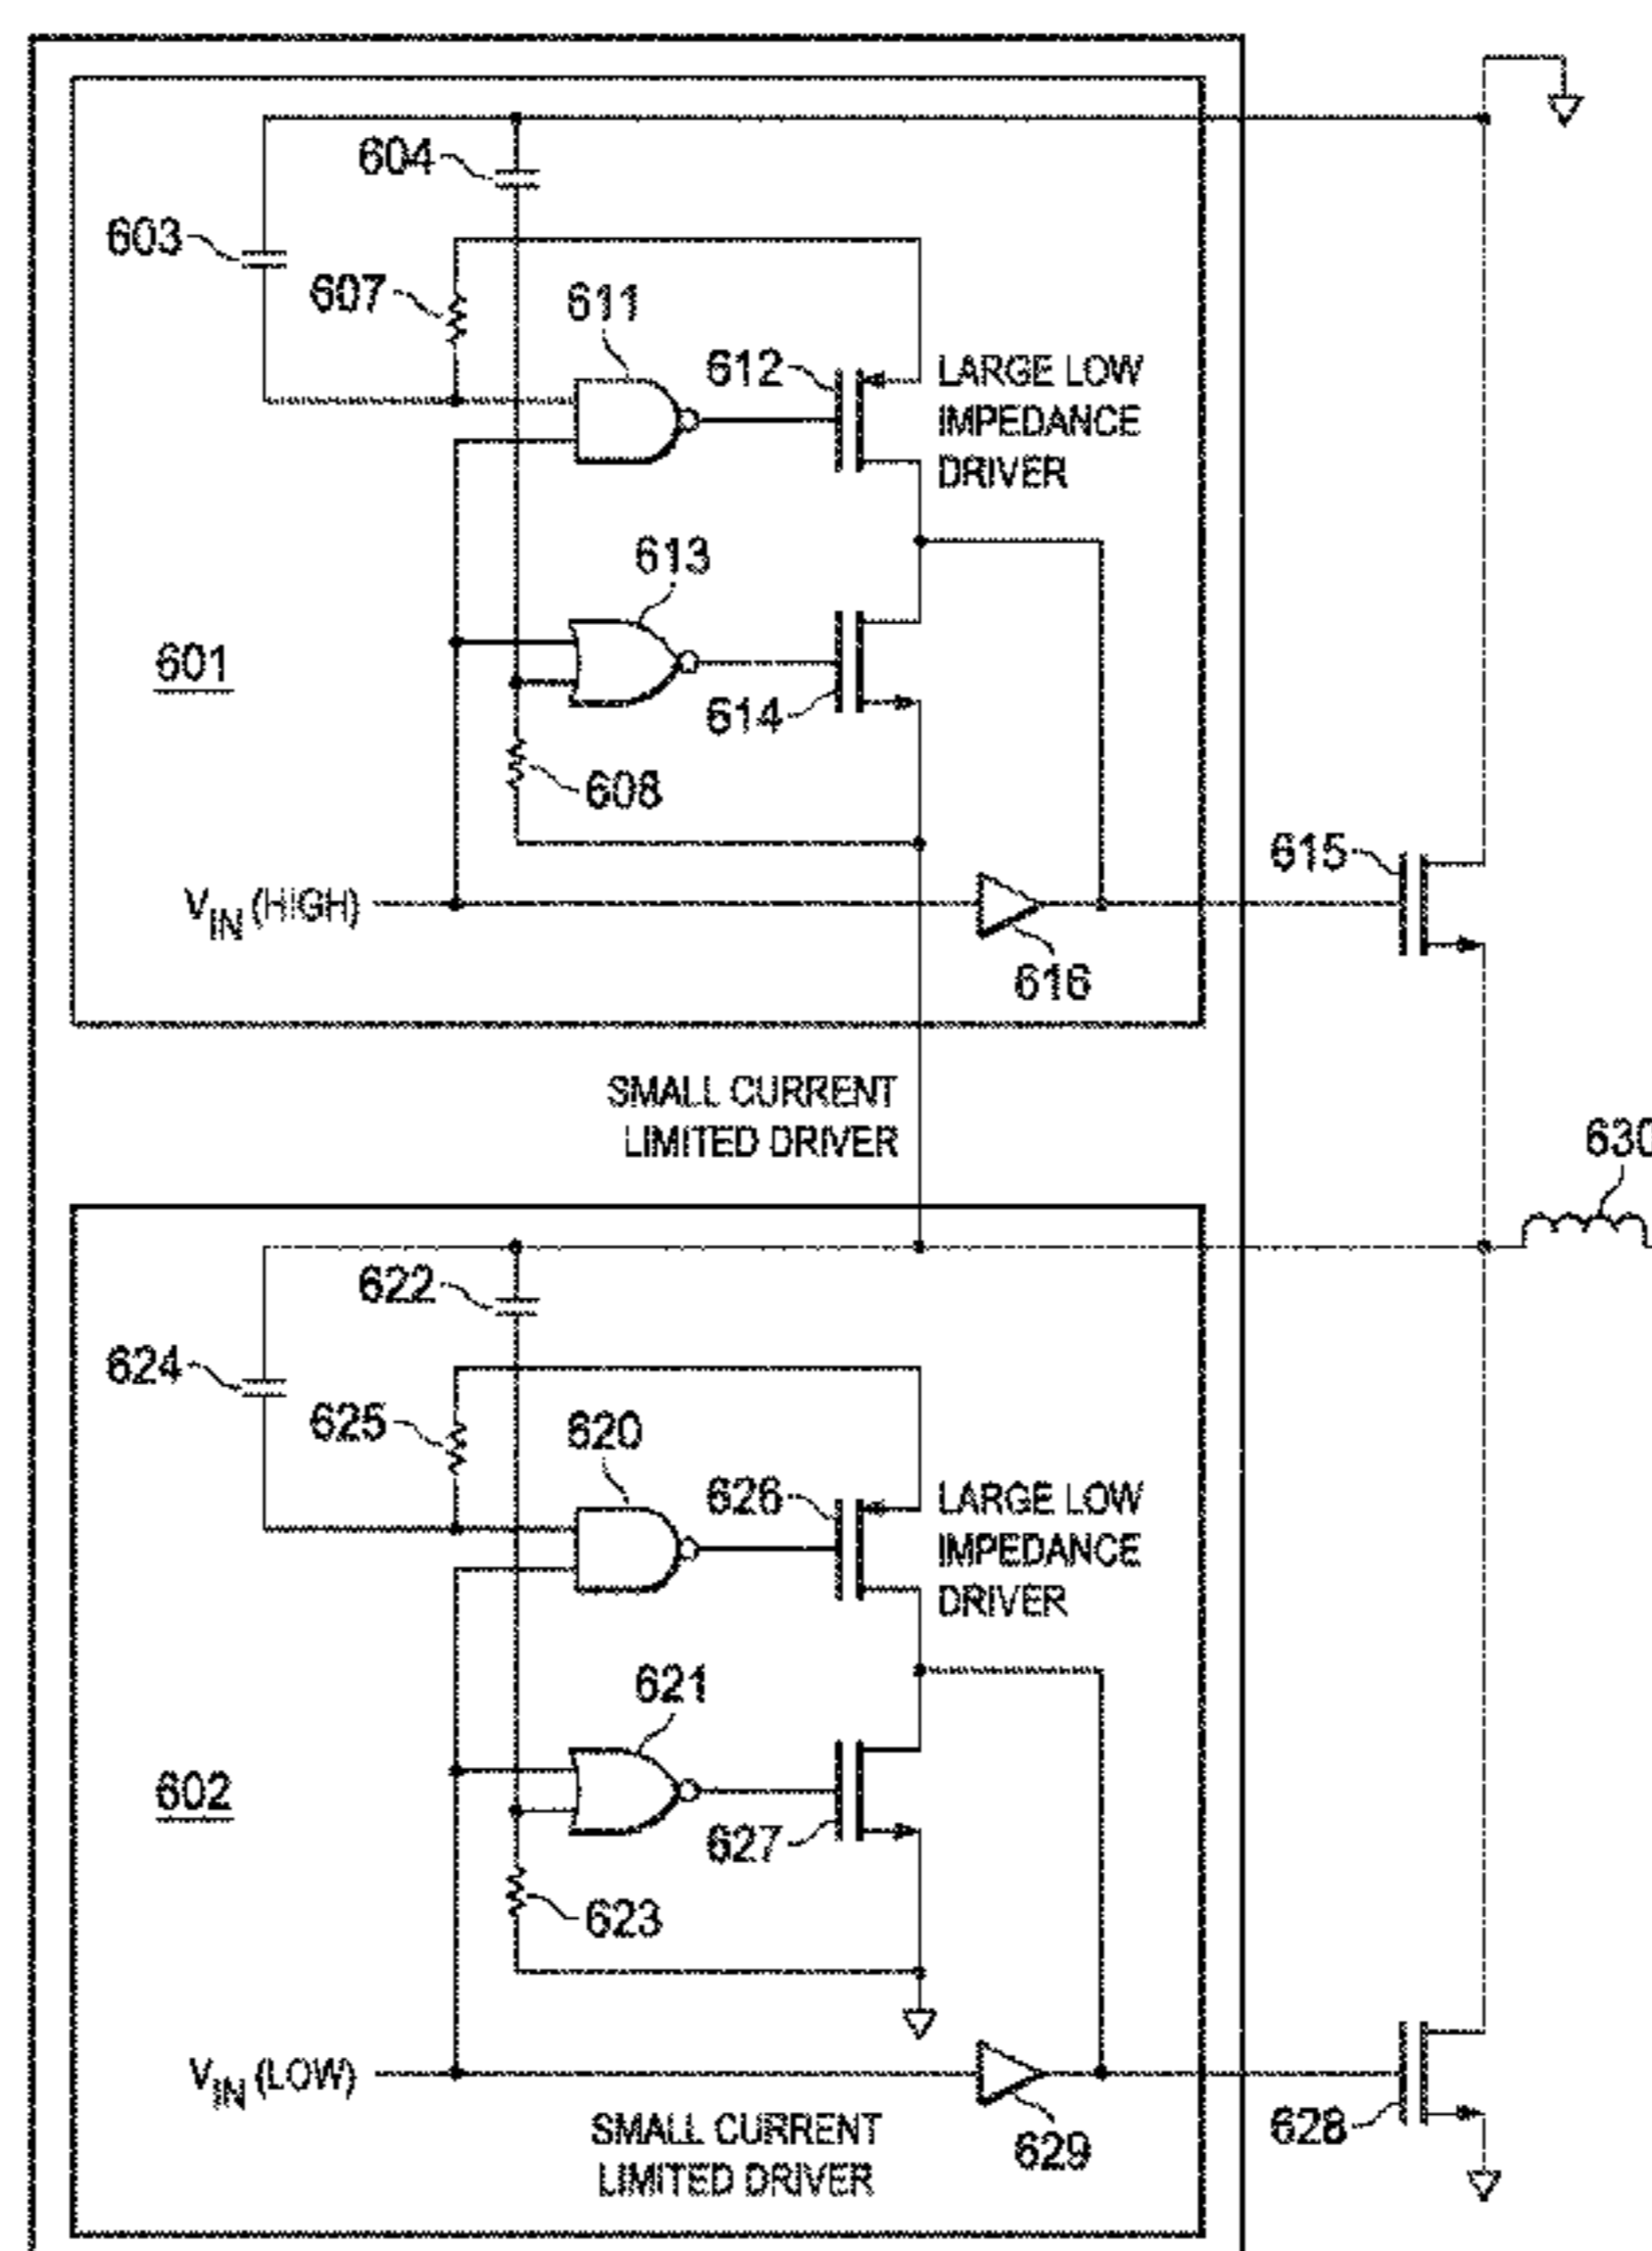 604
603
607
611
612
LARGE LOW
IMPEDANCE
DRIVER
613
601
614
608
615
V_IN (HIGH)
616
SMALL CURRENT
LIMITED DRIVER
630
622
624
625
620
626
LARGE LOW
IMPEDANCE
DRIVER
621
602
627
623
V_IN (LOW)
SMALL CURRENT
LIMITED DRIVER
629
628